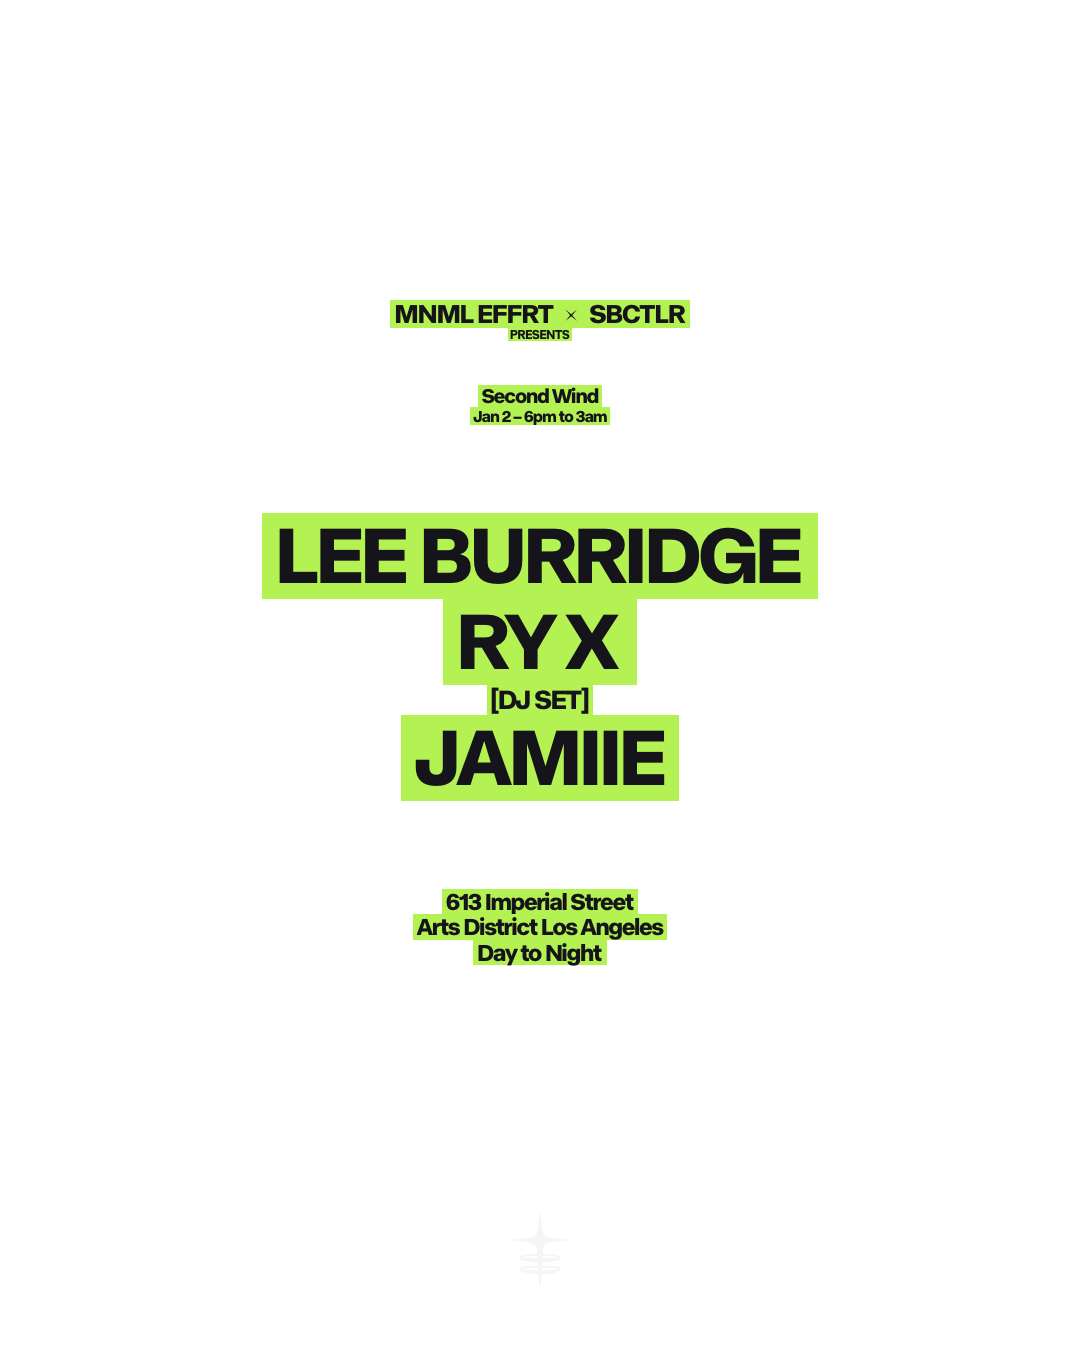 MNML EFFRT × SBCTLR
PRESENTS
Second Wind
Jan 2 – 6pm to 3am
LEE BURRIDGE
RY X
[DJ SET]
JAMIIE
613 Imperial Street
Arts District Los Angeles
Day to Night